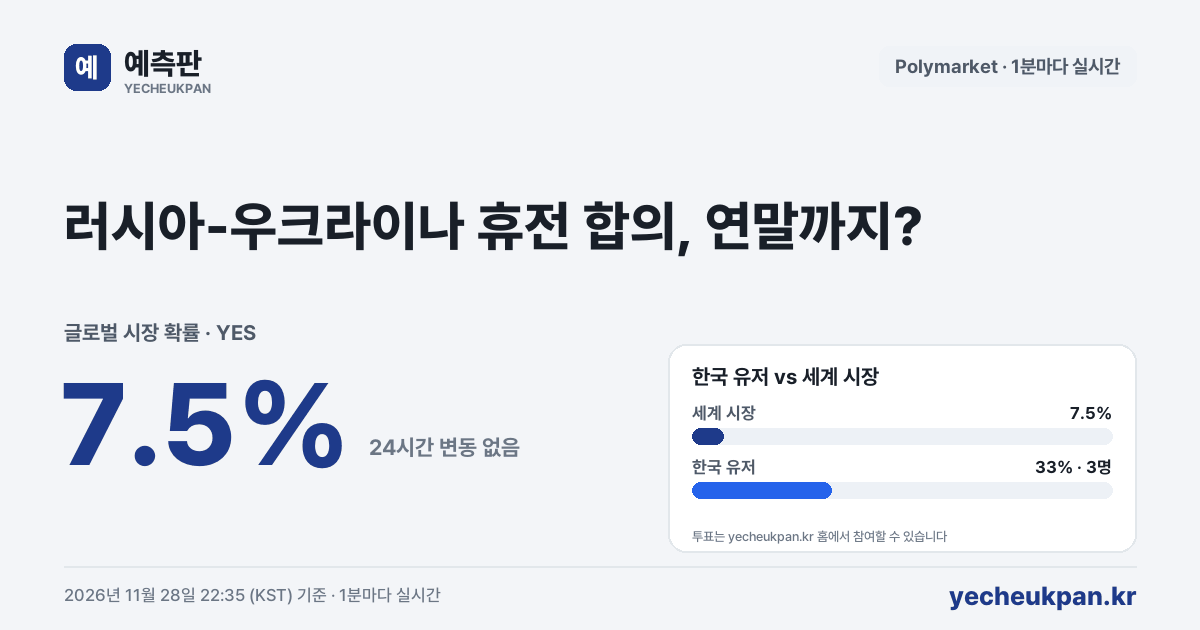 예
예측판
YECHEUKPAN
Polymarket · 1분마다 실시간
러시아-우크라이나 휴전 합의, 연말까지?
글로벌 시장 확률 · YES
7.5%
24시간 변동 없음
한국 유저 vs 세계 시장
세계 시장 7.5%
한국 유저 33% · 3명
투표는 yecheukpan.kr 홈에서 참여할 수 있습니다
2026년 11월 28일 22:35 (KST) 기준 · 1분마다 실시간
yecheukpan.kr